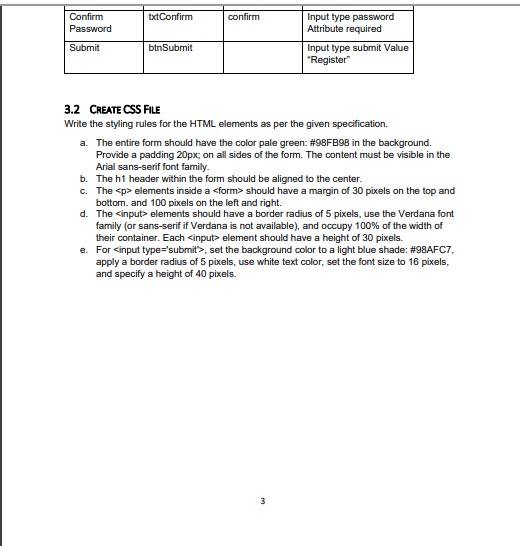 Confirm Password txtConfirm confirm Input type password
Attribute required
Submit btnSubmit Input type submit Value
"Register"
3.2 CREATE CSS FILE
Write the styling rules for the HTML elements as per the given specification.
a. The entire form should have the color pale green: #98FB98 in the background.
Provide a padding 20px; on all sides of the form. The content must be visible in the
Arial sans-serif font family.
b. The h1 header within the form should be aligned to the center.
c. The <p> elements inside a <form> should have a margin of 30 pixels on the top and
bottom. and 100 pixels on the left and right.
d. The <input> elements should have a border radius of 5 pixels, use the Verdana font
family (or sans-serif if Verdana is not available), and occupy 100% of the width of
their container. Each <input> element should have a height of 30 pixels.
e. For <input type='submit'>, set the background color to a light blue shade: #98AFC7,
apply a border radius of 5 pixels, use white text color, set the font size to 16 pixels,
and specify a height of 40 pixels.
3